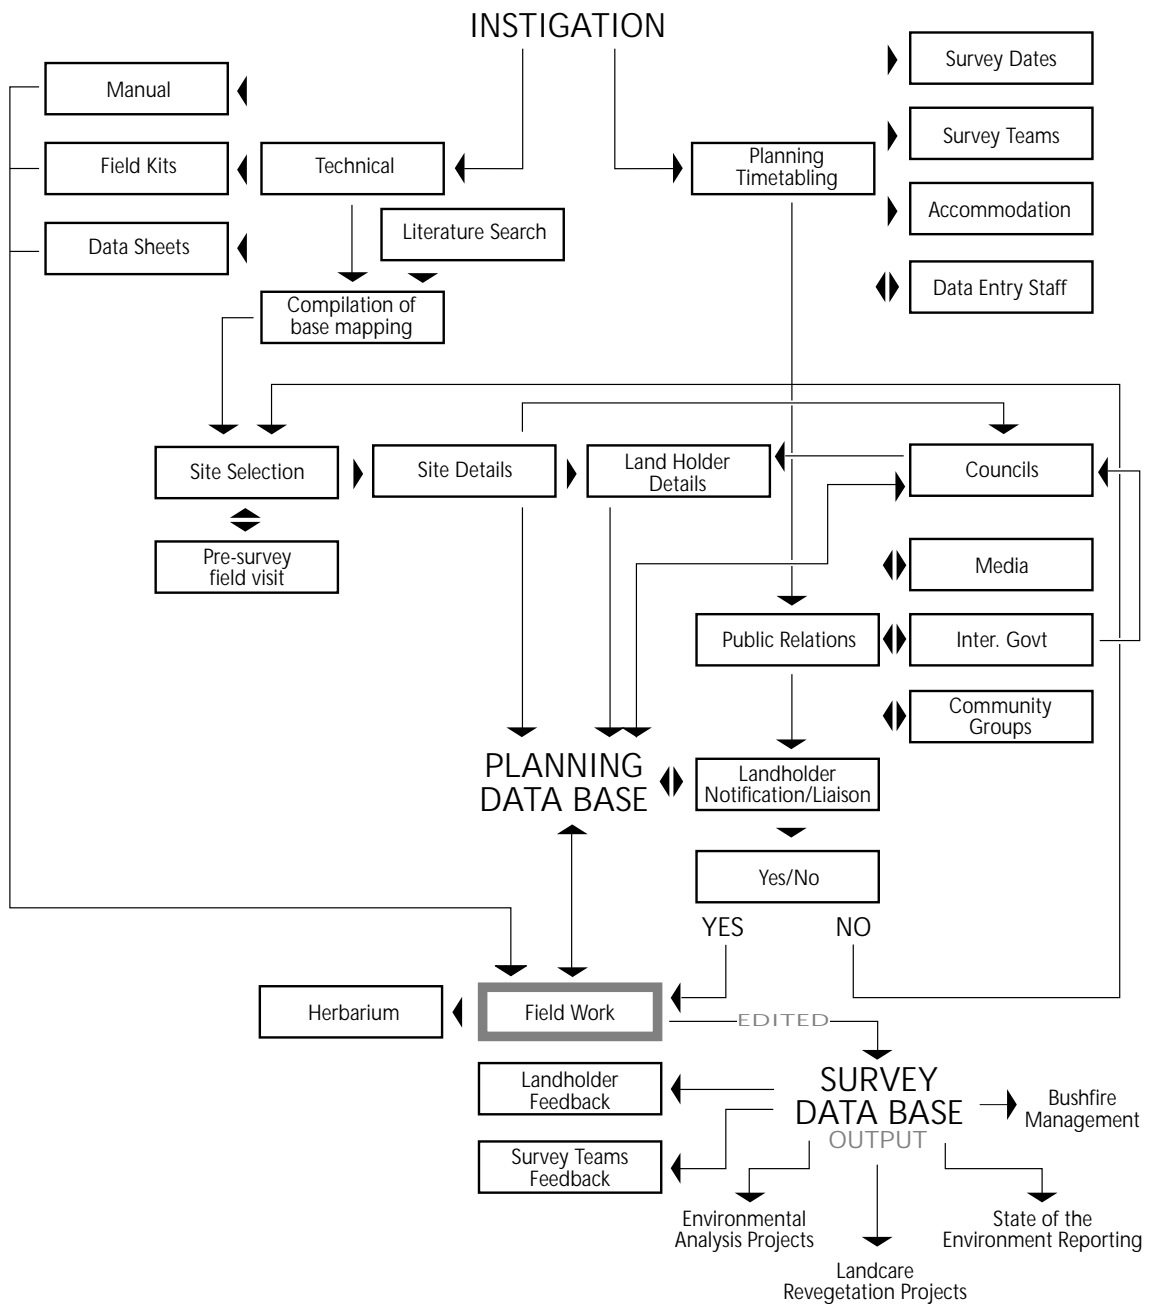 INSTIGATION
Survey Dates
Manual
Survey Teams
Field Kits
Technical
Planning
Timetabling
Accommodation
Literature Search
Data Sheets
Data Entry Staff
Compilation of
base mapping
Site Selection
Site Details
Land Holder
Details
Councils
Pre-survey
field visit
Media
Public Relations
Inter. Govt
Community
Groups
PLANNING
DATA BASE
Landholder
Notification/Liaison
Yes/No
YES
NO
Herbarium
Field Work
EDITED
Landholder
Feedback
SURVEY
DATA BASE
OUTPUT
Bushfire
Management
Survey Teams
Feedback
Environmental
Analysis Projects
State of the
Environment Reporting
Landcare
Revegetation Projects